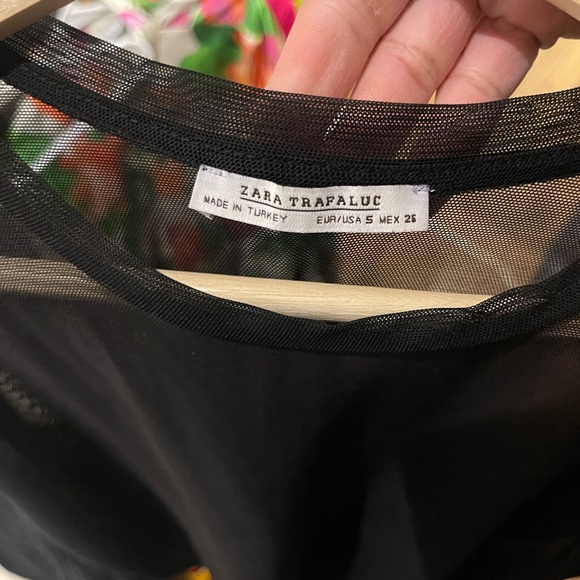 ZARA TRAFALUC
MADE IN TURKEY EUR/USA S MEX 26